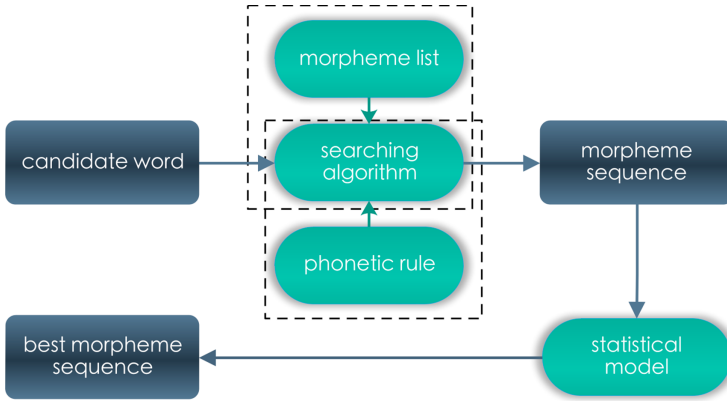 morpheme list
candidate word
searching
algorithm
morpheme
sequence
phonetic rule
best morpheme
sequence
statistical
model